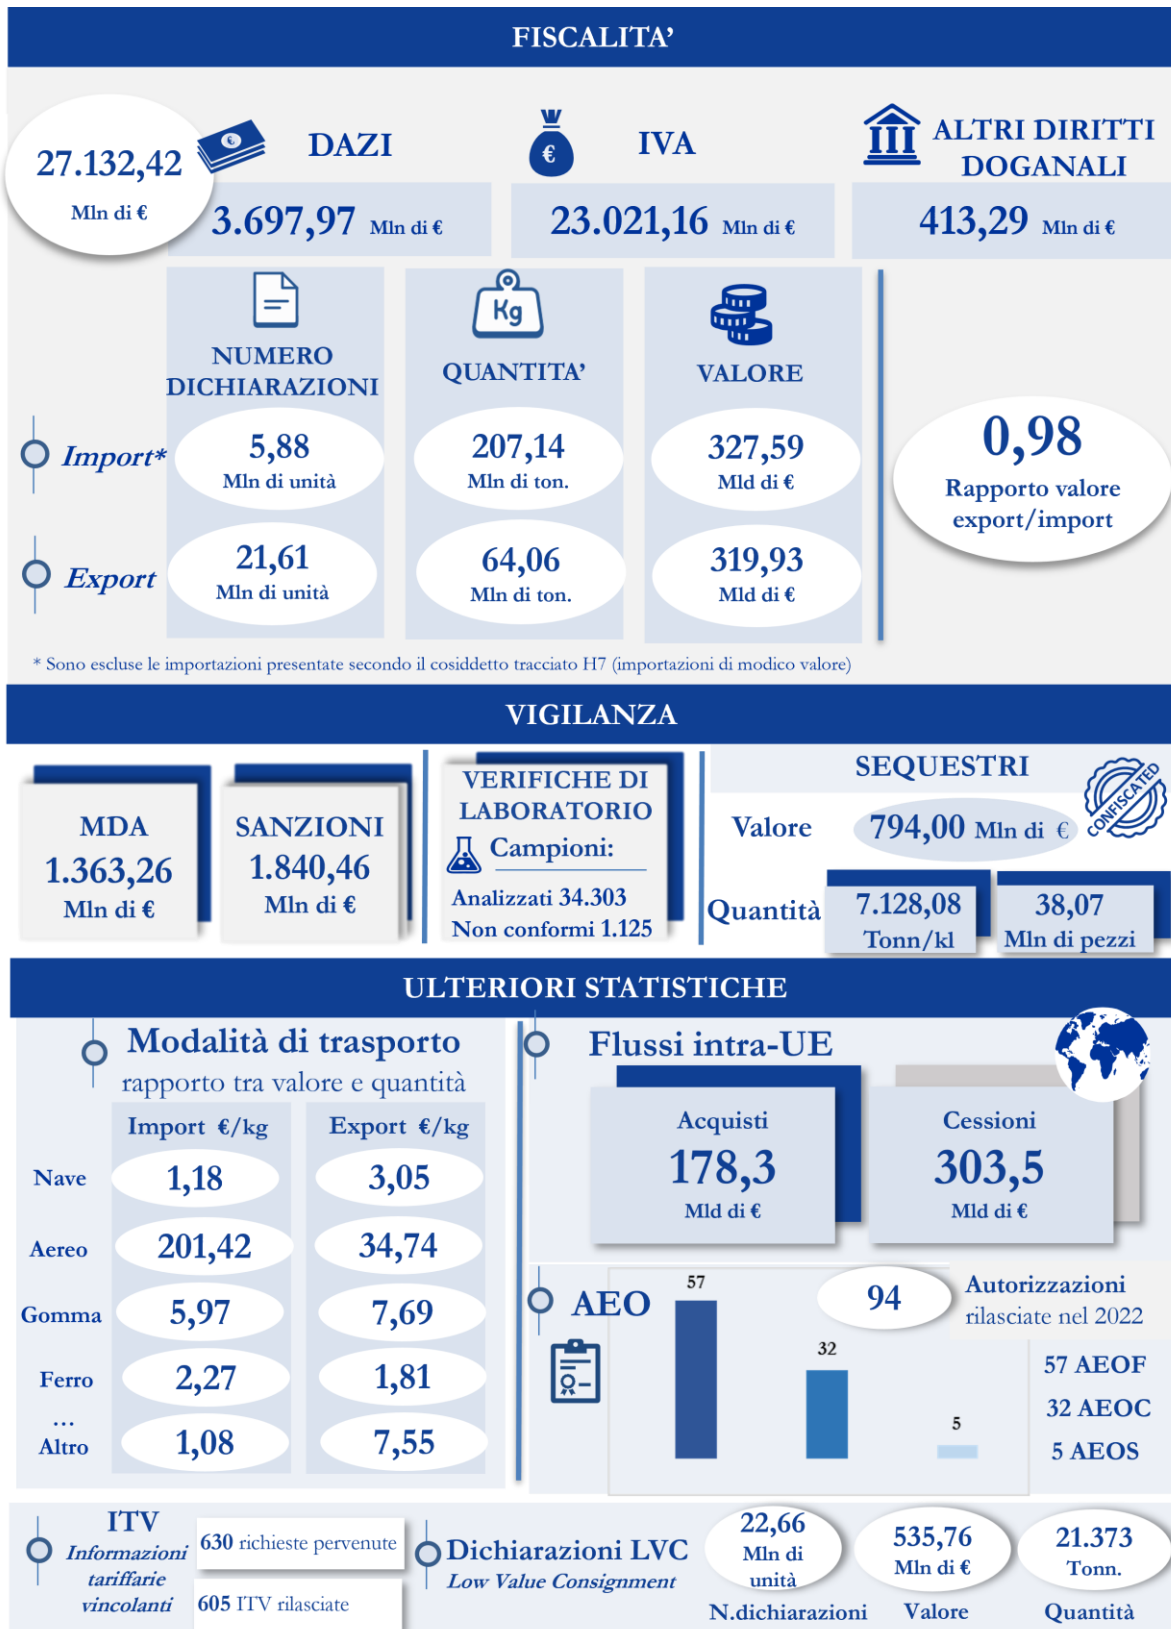 FISCALITA’
27.132,42
Mln di €
DAZI
3.697,97 Mln di €
IVA
23.021,16 Mln di €
ALTRI DIRITTI
DOGANALI
413,29 Mln di €
NUMERO
DICHIARAZIONI
Kg
QUANTITA’
VALORE
Import*
5,88
Mln di unità
207,14
Mln di ton.
327,59
Mld di €
Export
21,61
Mln di unità
64,06
Mln di ton.
319,93
Mld di €
0,98
Rapporto valore
export/import
* Sono escluse le importazioni presentate secondo il cosiddetto tracciato H7 (importazioni di modico valore)
VIGILANZA
MDA
1.363,26
Mln di €
SANZIONI
1.840,46
Mln di €
VERIFICHE DI
LABORATORIO
Campioni:
Analizzati 34.303
Non conformi 1.125
SEQUESTRI
CONFISCATED
Valore
794,00 Mln di €
Quantità
7.128,08
Tonn/kl
38,07
Mln di pezzi
ULTERIORI STATISTICHE
Modalità di trasporto
rapporto tra valore e quantità
Import €/kg
Export €/kg
Nave 1,18 3,05
Aereo 201,42 34,74
Gomma 5,97 7,69
Ferro 2,27 1,81
...
Altro 1,08 7,55
Flussi intra-UE
Acquisti
178,3
Mld di €
Cessioni
303,5
Mld di €
AEO
57
32
5
94
Autorizzazioni
rilasciate nel 2022
57 AEOF
32 AEOC
5 AEOS
ITV
Informazioni
tariffarie
vincolanti
630 richieste pervenute
605 ITV rilasciate
Dichiarazioni LVC
Low Value Consignment
22,66
Mln di
unità
N.dichiarazioni
535,76
Mln di €
Valore
21.373
Tonn.
Quantità